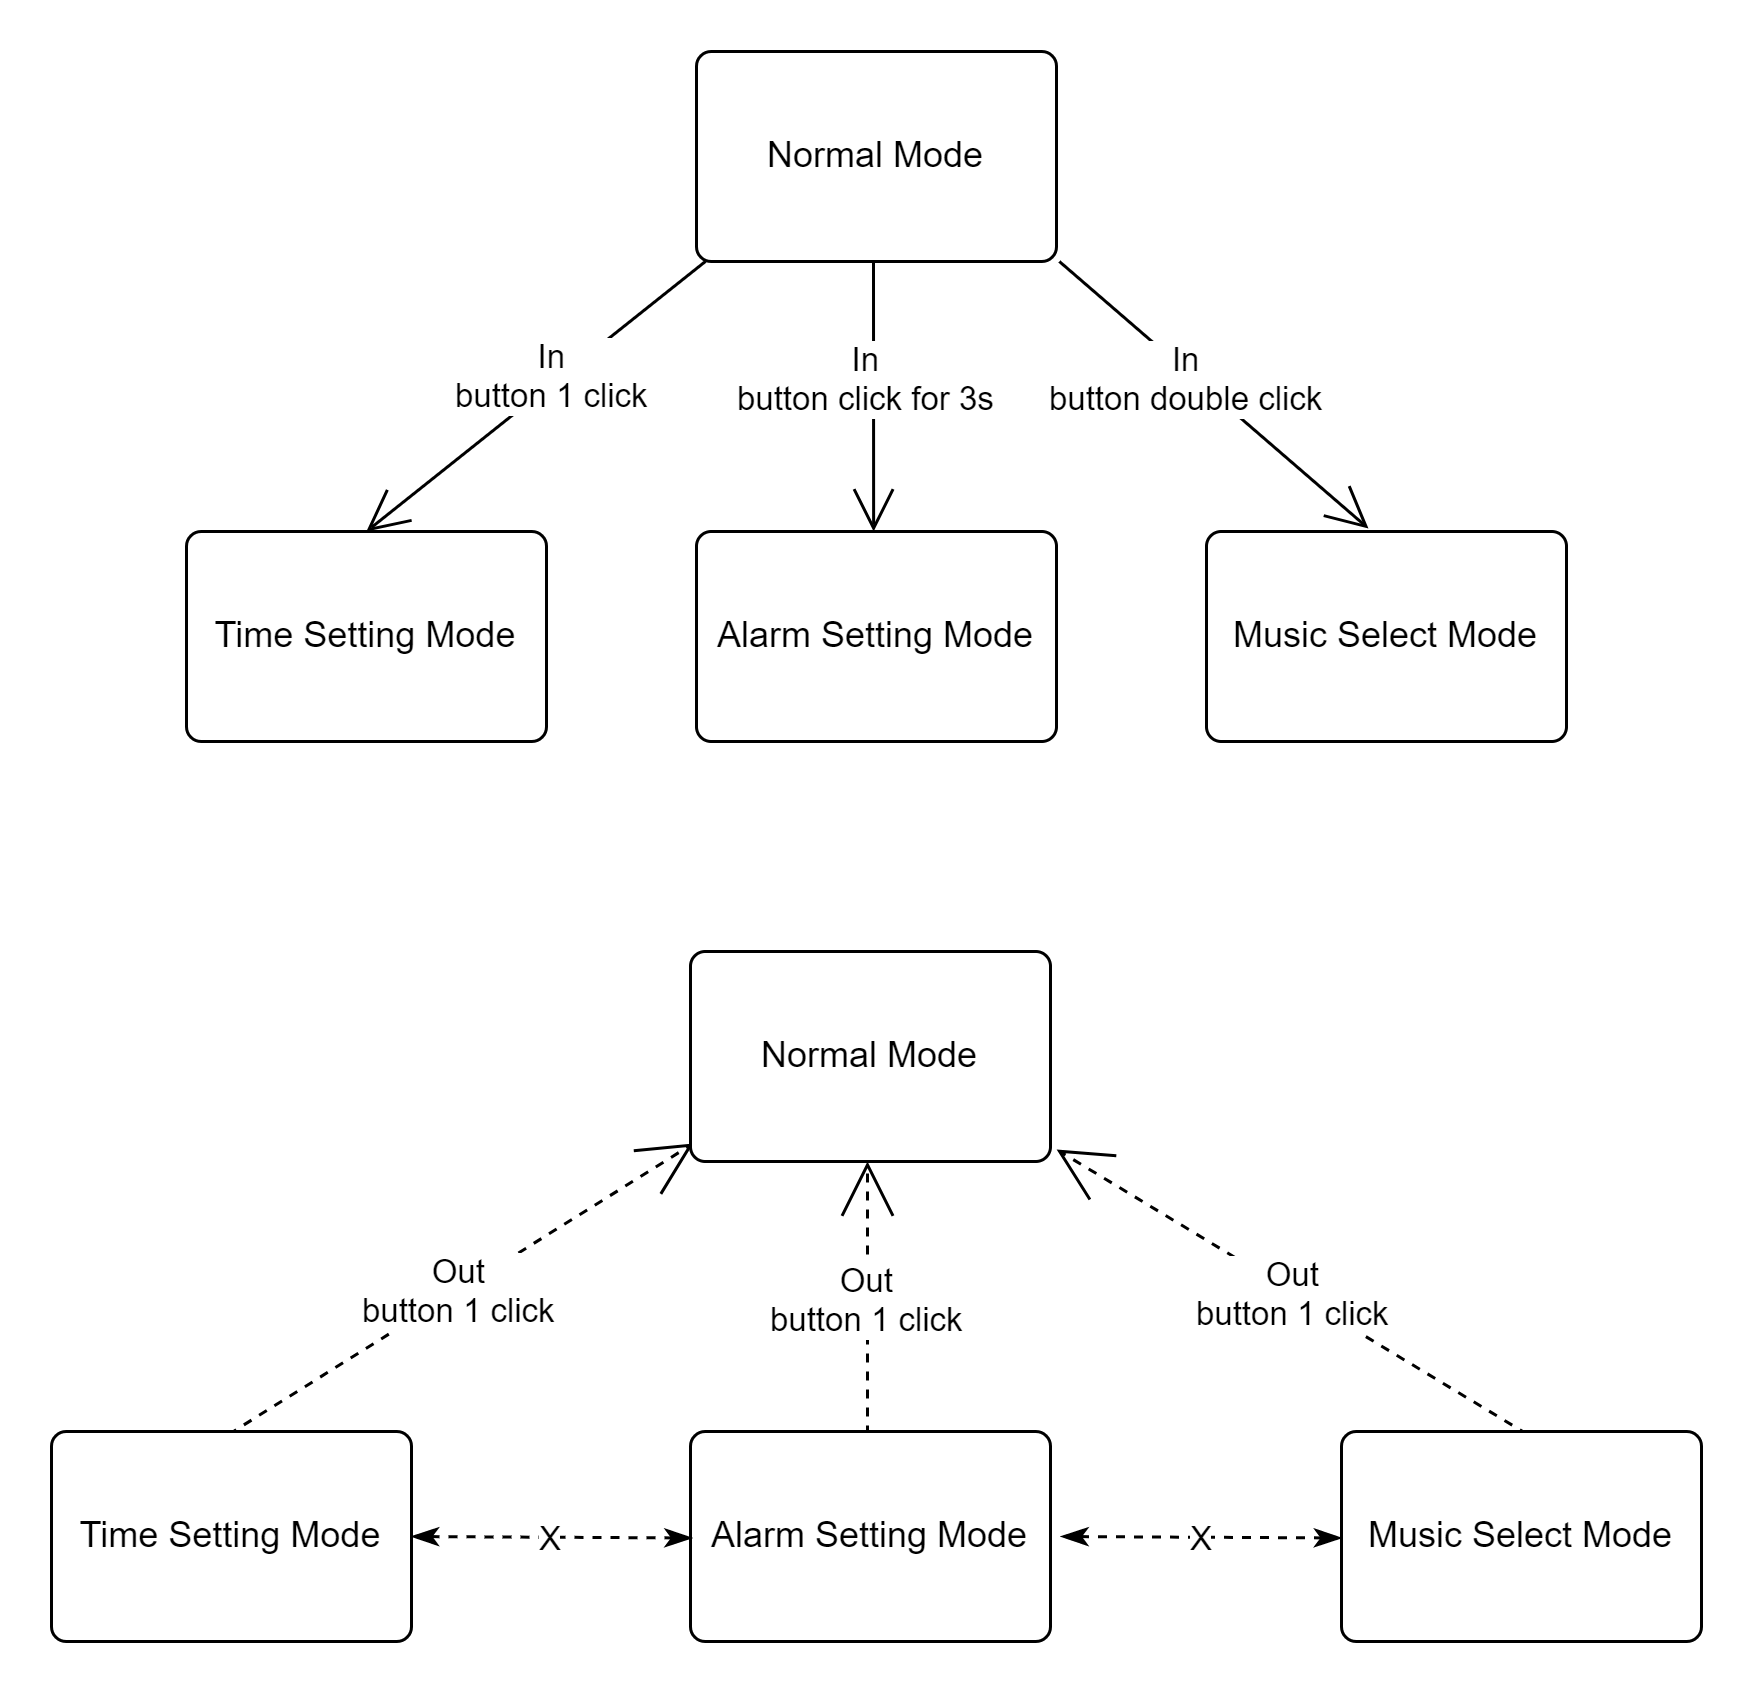 Normal Mode
In
button 1 click
In
button click for 3s
In
button double click
Time Setting Mode
Alarm Setting Mode
Music Select Mode
Normal Mode
Out
button 1 click
Out
button 1 click
Out
button 1 click
Time Setting Mode
X
Alarm Setting Mode
X
Music Select Mode